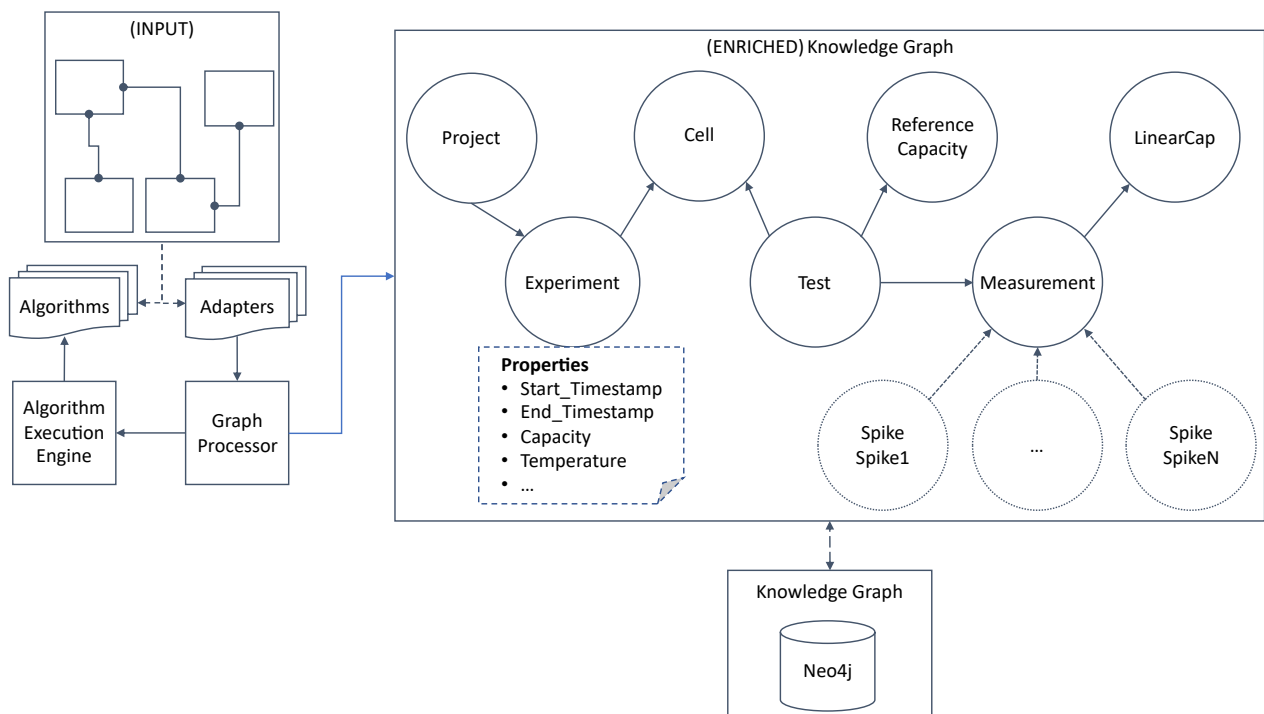 (INPUT)
Algorithms
Adapters
Algorithm
Execution
Engine
Graph
Processor
(ENRICHED) Knowledge Graph
Project
Cell
Reference
Capacity
LinearCap
Experiment
Test
Measurement
Properties
• Start_Timestamp
• End_Timestamp
• Capacity
• Temperature
• ...
Spike
Spike1
...
Spike
SpikeN
Knowledge Graph
Neo4j